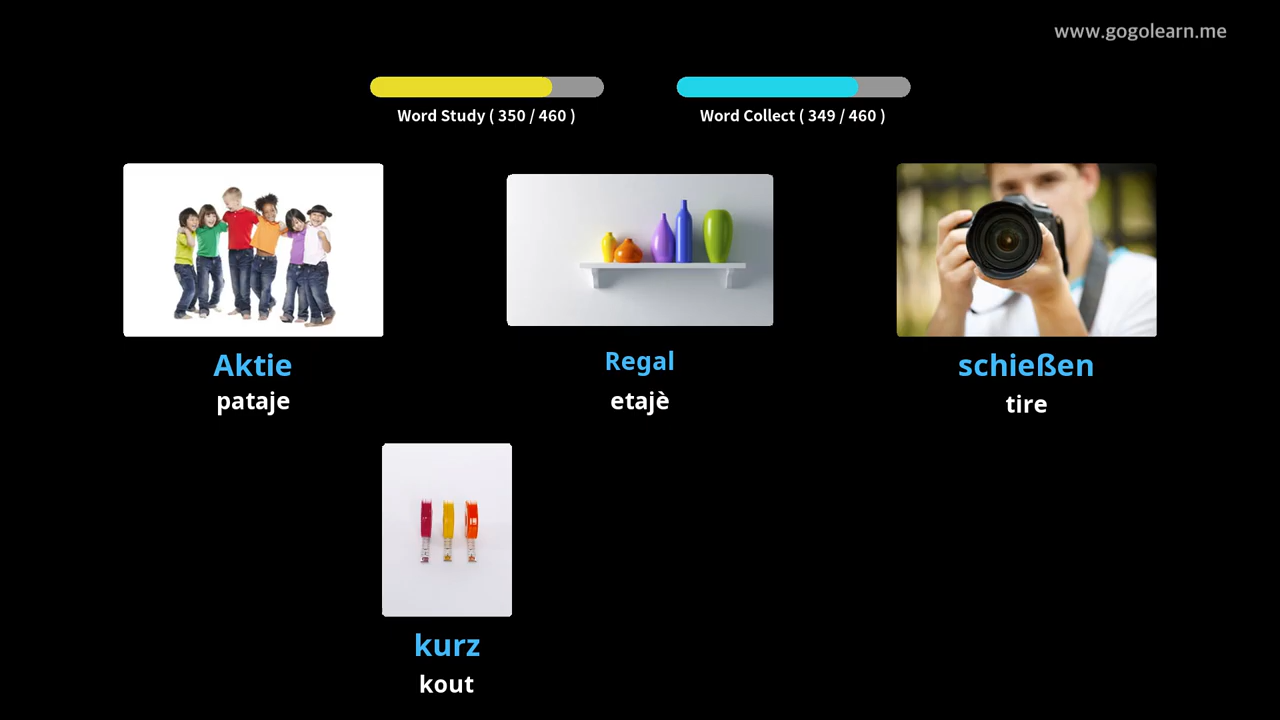 www.gogolearn.me
Word Study ( 350 / 460 )
Word Collect ( 349 / 460 )
Aktie
pataje
Regal
etajè
schießen
tire
kurz
kout